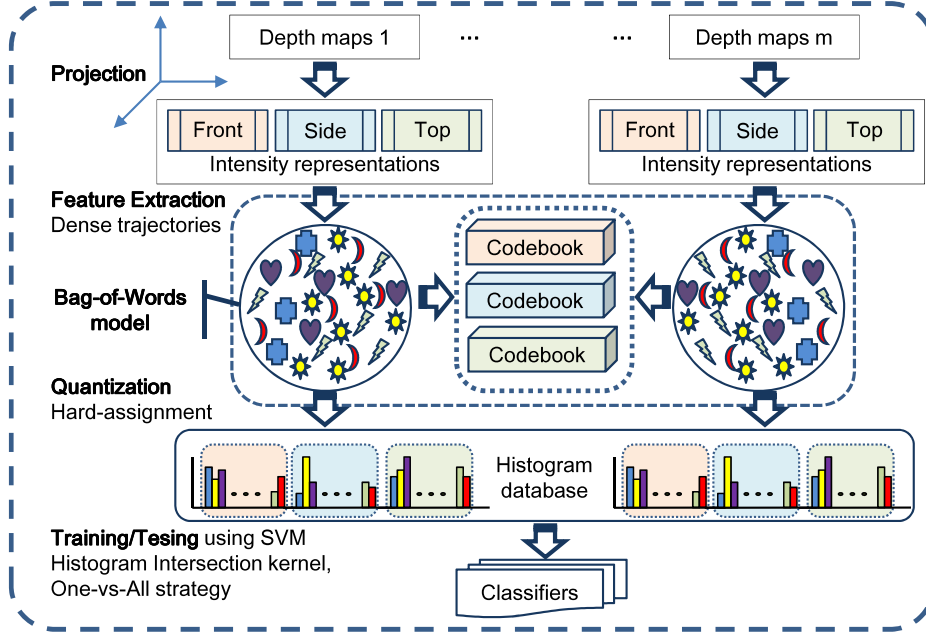 Depth maps 1
...
...
Depth maps m
Projection
Front
Side
Top
Intensity representations
Front
Side
Top
Intensity representations
Feature Extraction
Dense trajectories
Codebook
Codebook
Codebook
Bag-of-Words
model
Quantization
Hard-assignment
Histogram
database
Training/Tesing using SVM
Histogram Intersection kernel,
One-vs-All strategy
Classifiers